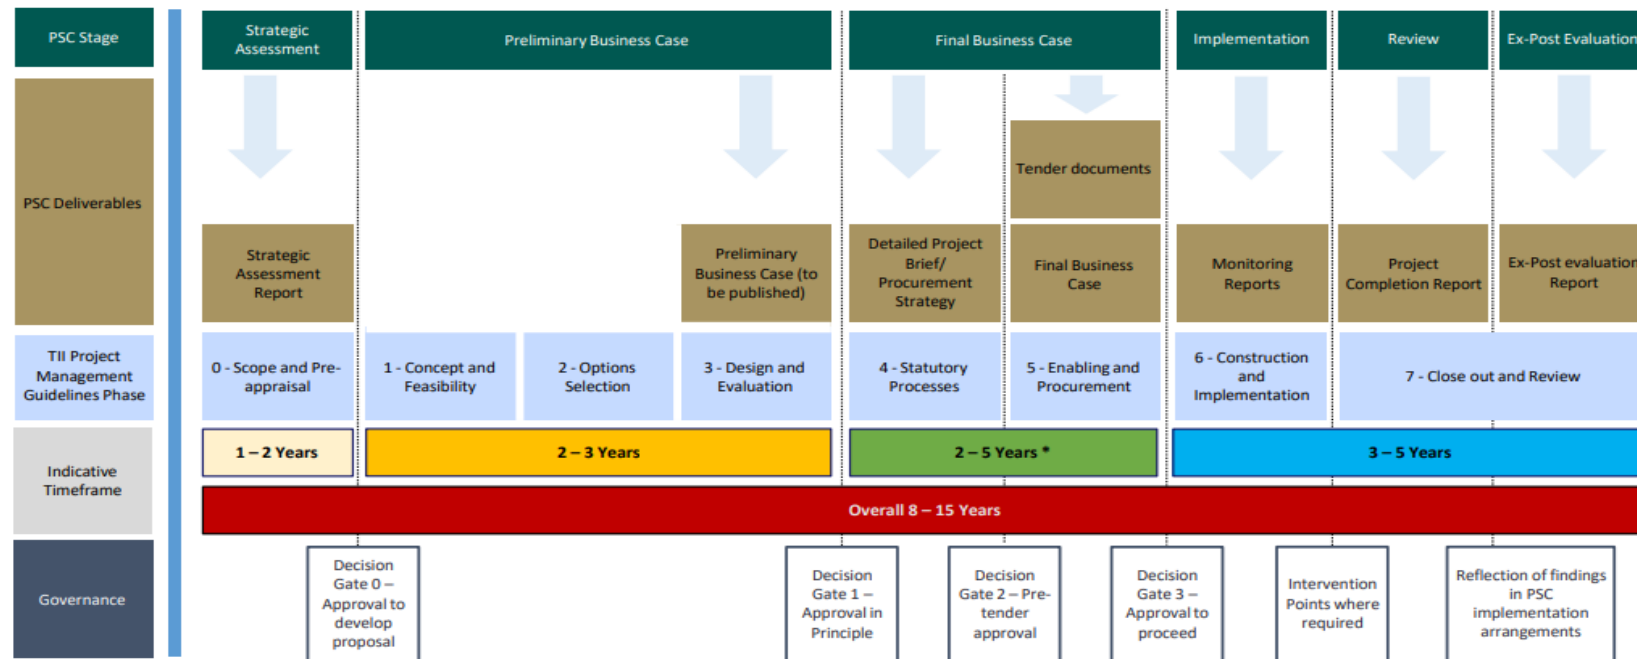 PSC Stage
Strategic
Assessment
Preliminary Business Case
Final Business Case
Implementation
Review
Ex-Post Evaluation
PSC Deliverables
Tender documents
Strategic
Assessment
Report
Preliminary
Business Case (to
be published)
Detailed Project
Brief/
Procurement
Strategy
Final Business
Case
Monitoring
Reports
Project
Completion Report
Ex-Post evaluation
Report
TII Project
Management
Guidelines Phase
0 - Scope and Pre-
appraisal
1 - Concept and
Feasibility
2 - Options
Selection
3 - Design and
Evaluation
4 - Statutory
Processes
5 - Enabling and
Procurement
6 - Construction
and
Implementation
7 - Close out and Review
Indicative
Timeframe
1 – 2 Years
2 – 3 Years
2 – 5 Years *
3 – 5 Years
Overall 8 – 15 Years
Governance
Decision
Gate 0 –
Approval to
develop
proposal
Decision
Gate 1 –
Approval in
Principle
Decision
Gate 2 – Pre-
tender
approval
Decision
Gate 3 –
Approval to
proceed
Intervention
Points where
required
Reflection of findings
in PSC
implementation
arrangements